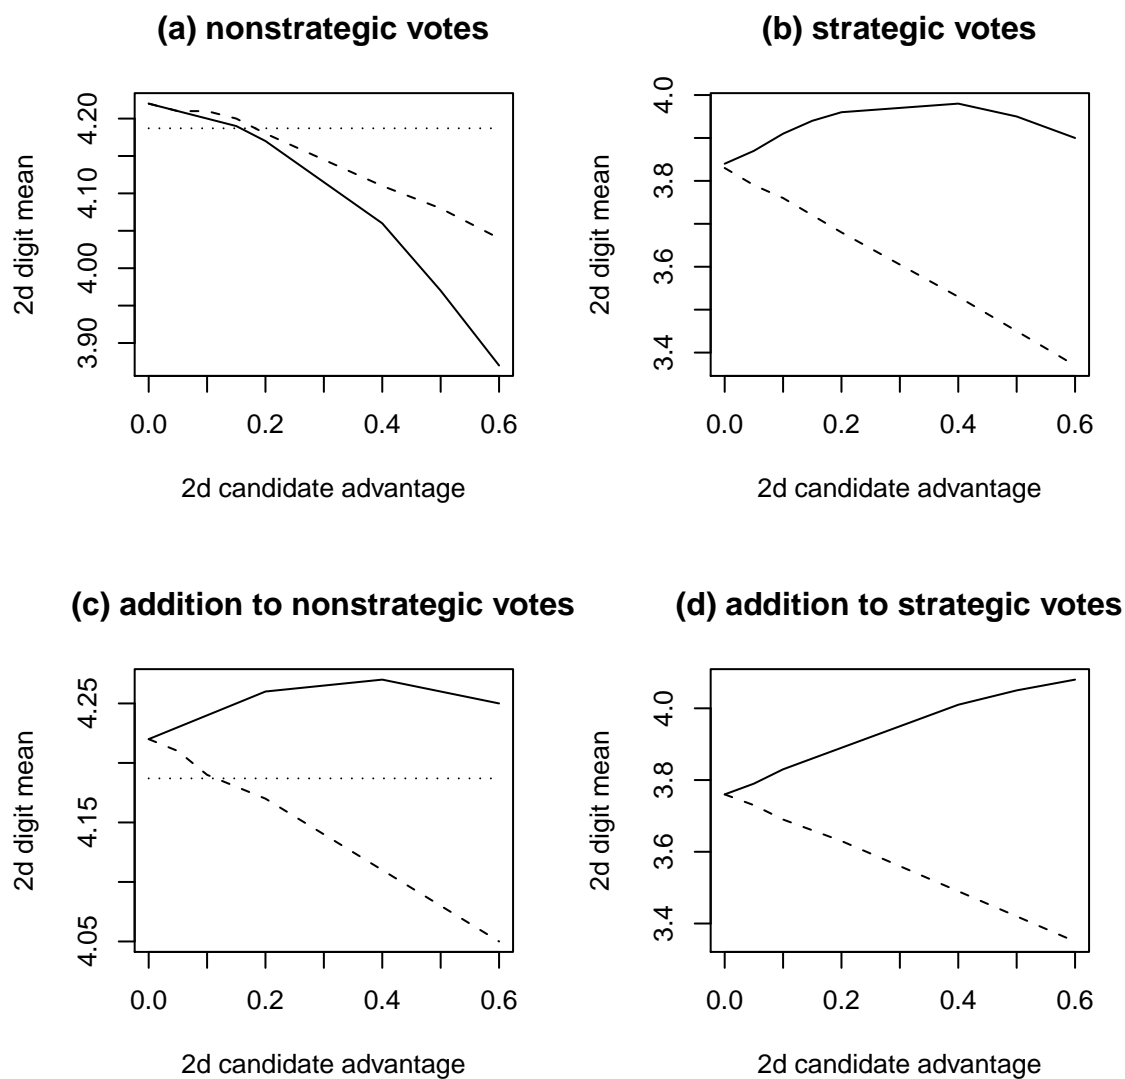 (a) nonstrategic votes
2d digit mean
4.20
4.10
4.00
3.90
0.0 0.2 0.4 0.6
2d candidate advantage
(b) strategic votes
2d digit mean
4.0
3.8
3.6
3.4
0.0 0.2 0.4 0.6
2d candidate advantage
(c) addition to nonstrategic votes
2d digit mean
4.25
4.15
4.05
0.0 0.2 0.4 0.6
2d candidate advantage
(d) addition to strategic votes
2d digit mean
4.0
3.8
3.6
3.4
0.0 0.2 0.4 0.6
2d candidate advantage